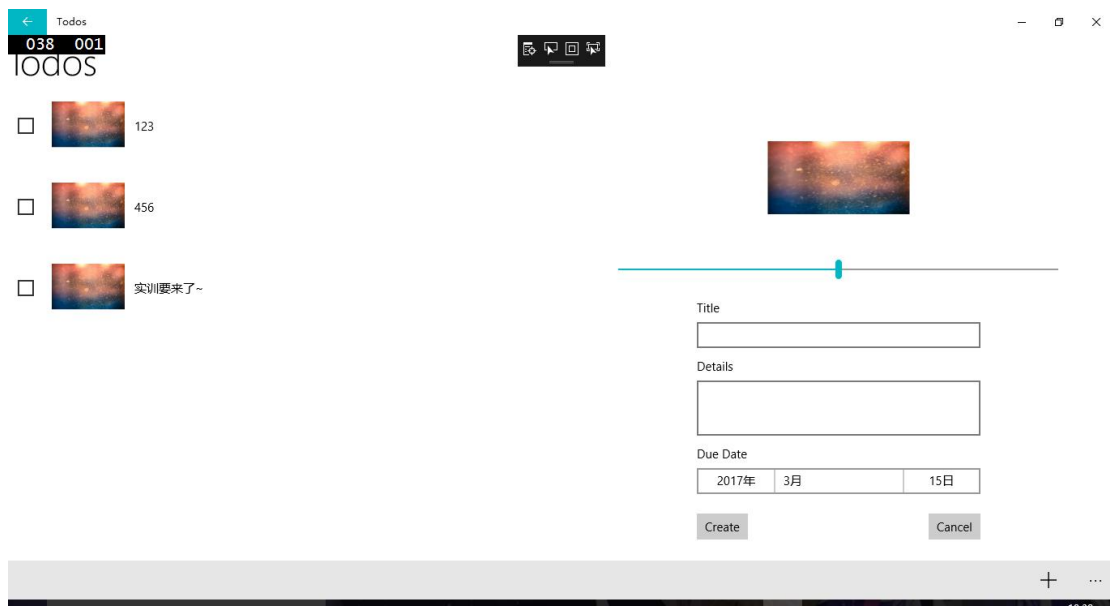 Todos
038 001
Todos
123
456
实训要来了~
Title
Details
Due Date
2017年 3月 15日
Create Cancel